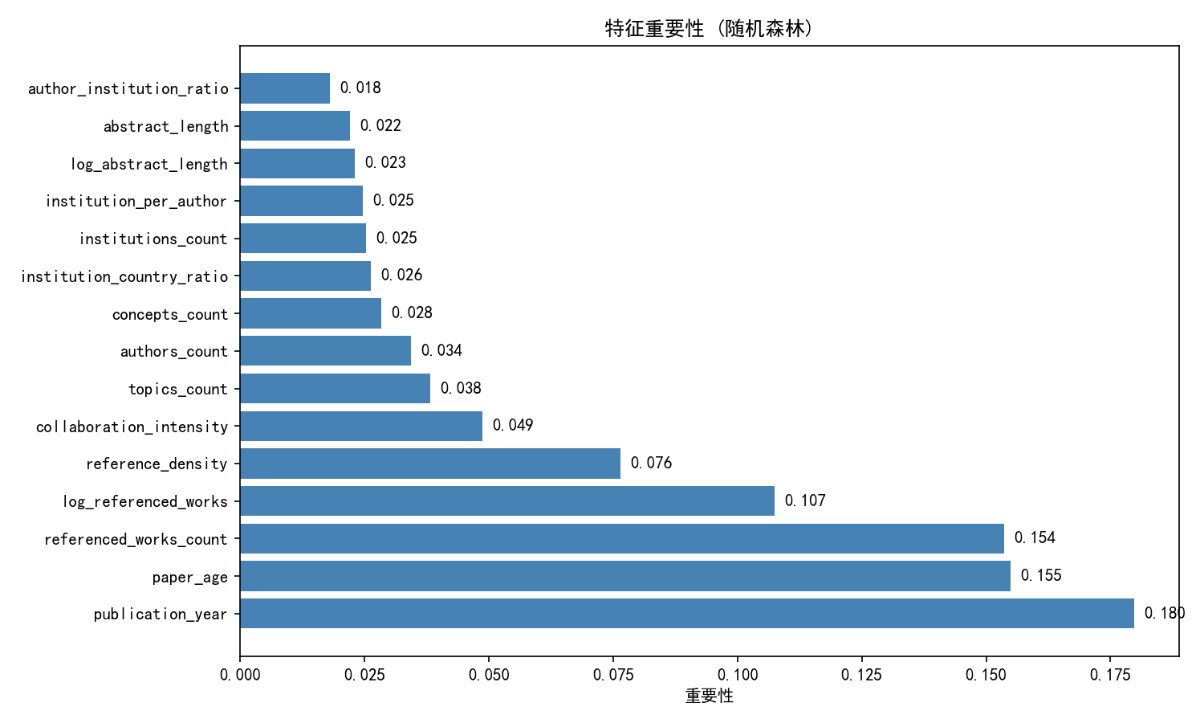 特征重要性 (随机森林)
author_institution_ratio 0.018
abstract_length 0.022
log_abstract_length 0.023
institution_per_author 0.025
institutions_count 0.025
institution_country_ratio 0.026
concepts_count 0.028
authors_count 0.034
topics_count 0.038
collaboration_intensity 0.049
reference_density 0.076
log_referenced_works 0.107
referenced_works_count 0.154
paper_age 0.155
publication_year 0.180
0.000 0.025 0.050 0.075 0.100 0.125 0.150 0.175
重要性